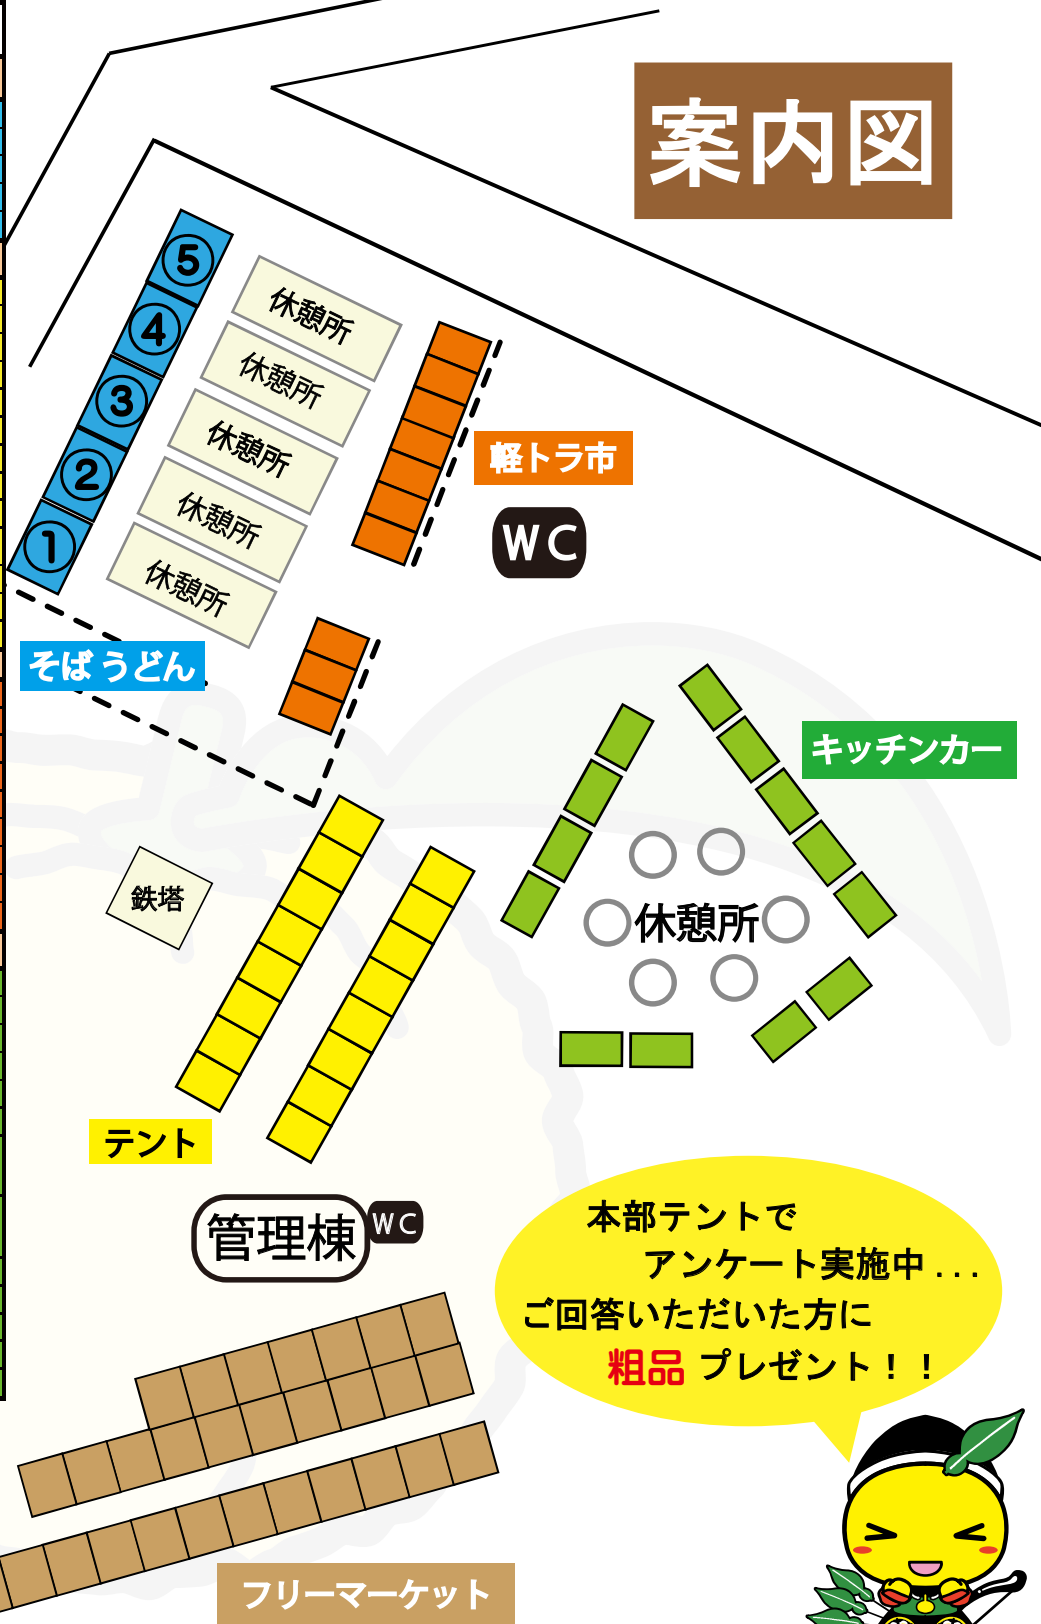 案内図
⑤
④
③
②
①
休憩所
休憩所
休憩所
休憩所
休憩所
軽トラ市
WC
そば うどん
キッチンカー
鉄塔
休憩所
テント
管理棟
WC
本部テントで
アンケート実施中...
ご回答いただいた方に
粗品 プレゼント！！
フリーマーケット